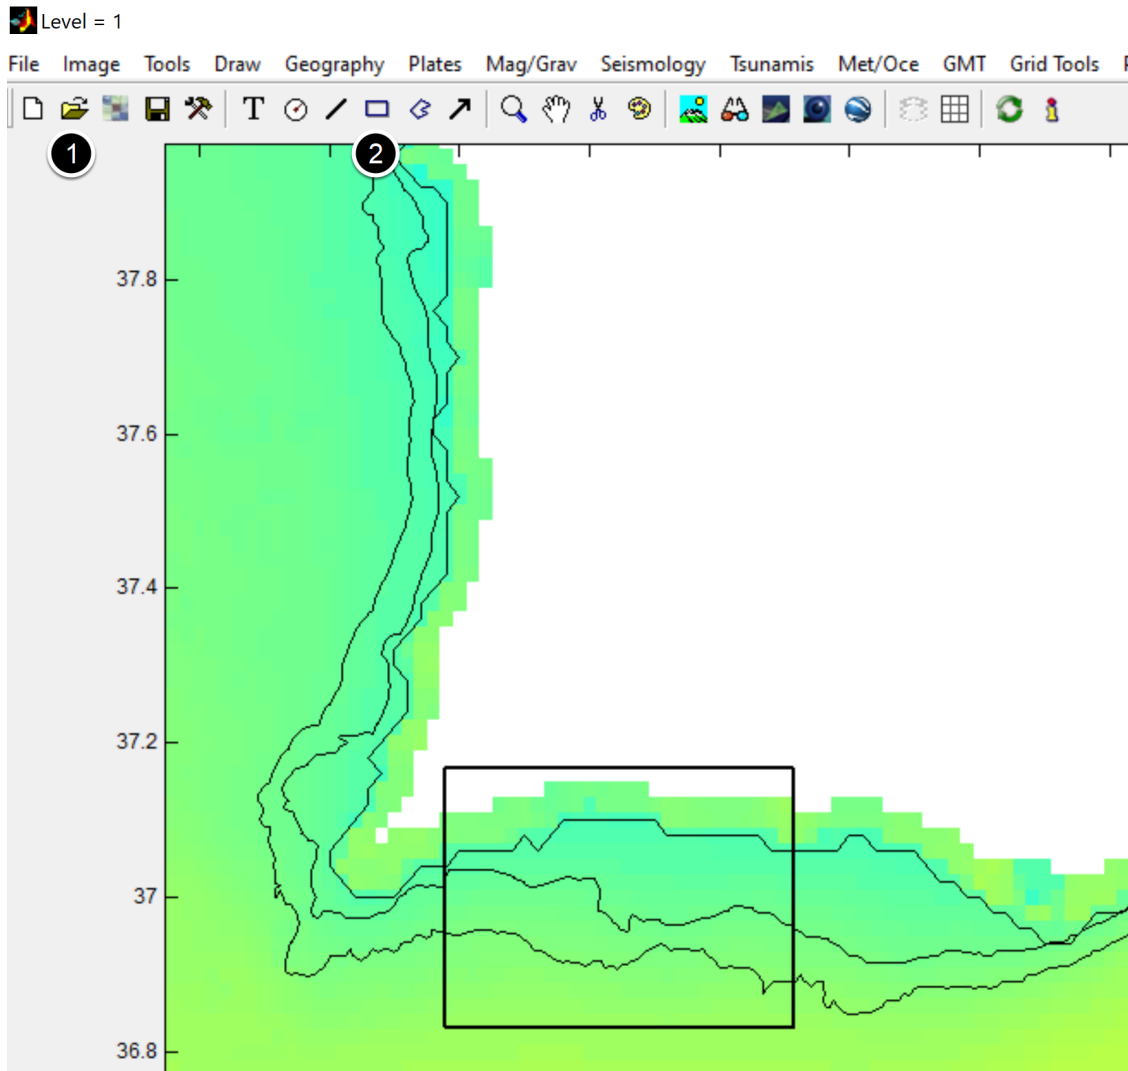 Level = 1
File Image Tools Draw Geography Plates Mag/Grav Seismology Tsunamis Met/Oce GMT Grid Tools
T
1 2
37.8
37.6
37.4
37.2
37
36.8